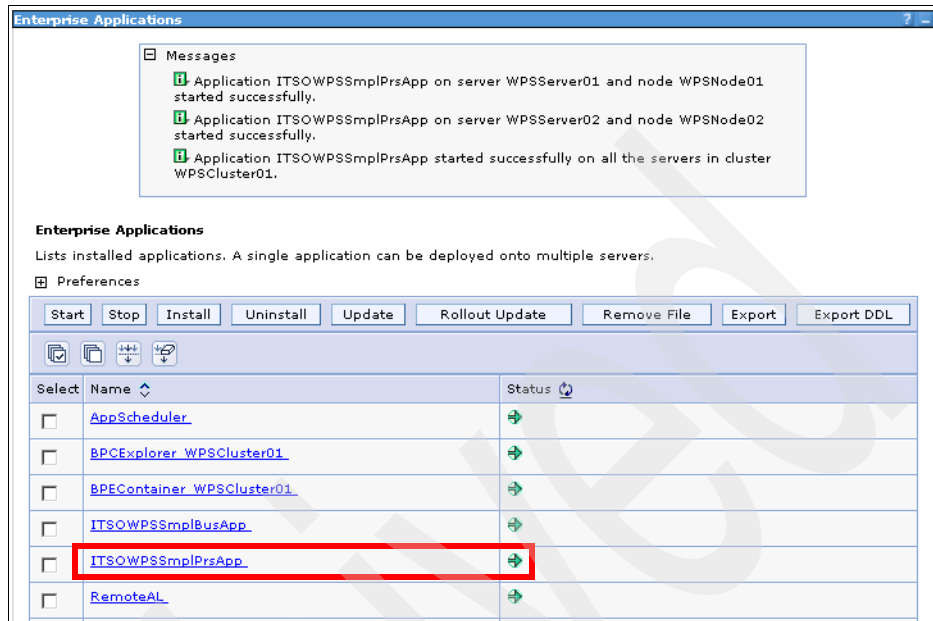 Enterprise Applications ? –
Messages
Application ITSOWPSSmplPrsApp on server WPSServer01 and node WPSNode01
started successfully.
Application ITSOWPSSmplPrsApp on server WPSServer02 and node WPSNode02
started successfully.
Application ITSOWPSSmplPrsApp started successfully on all the servers in cluster
WPSCluster01.
Enterprise Applications
Lists installed applications. A single application can be deployed onto multiple servers.
Preferences
Start Stop Install Uninstall Update Rollout Update Remove File Export Export DDL
Select Name Status
AppScheduler
BPCExplorer_WPSCluster01
BPEContainer_WPSCluster01
ITSOWPSSmplBusApp
ITSOWPSSmplPrsApp
RemoteAL